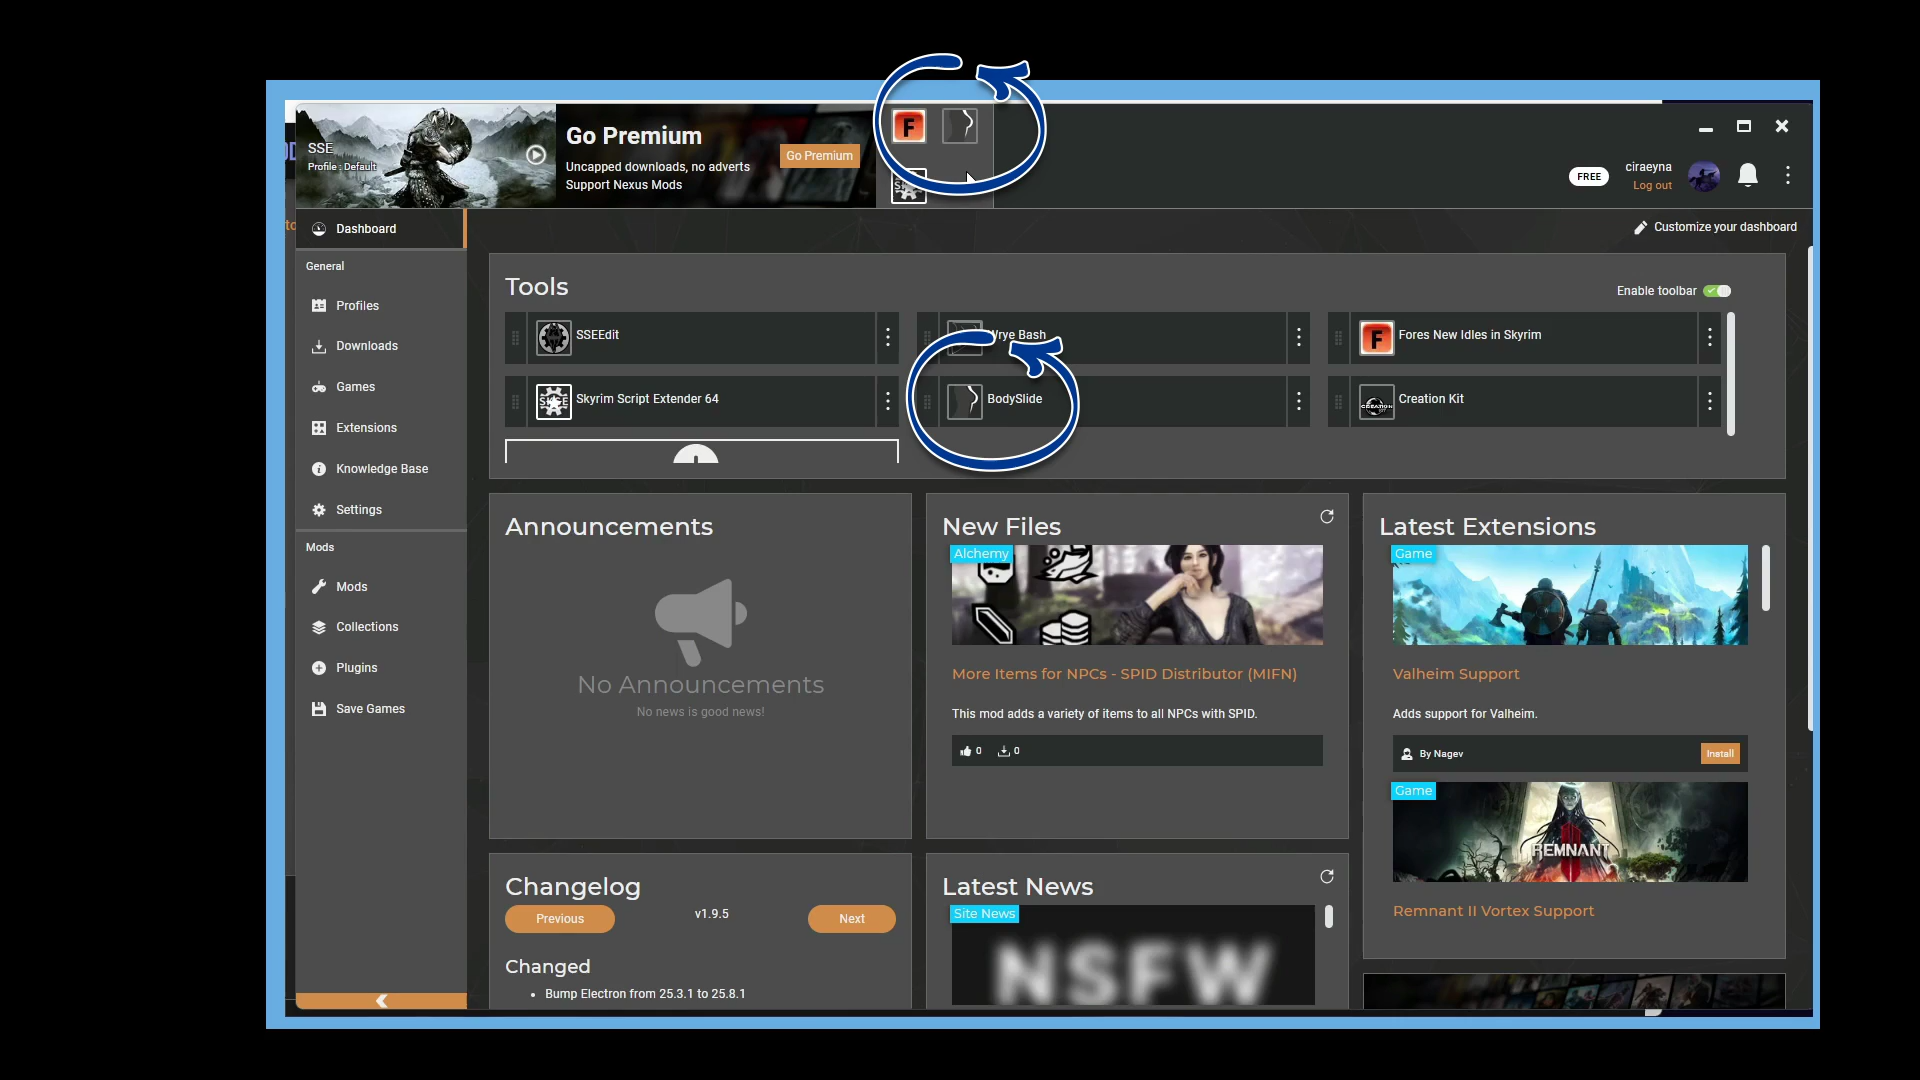 SSE
Profile : Default
Go Premium
Uncapped downloads, no adverts
Support Nexus Mods
Go Premium
F
FREE
ciraeyna
Log out
Dashboard
Customize your dashboard
General
Profiles
Downloads
Games
Extensions
Knowledge Base
Settings
Mods
Mods
Collections
Plugins
Save Games
Tools
Enable toolbar
SSEEdit
Wrye Bash
F
Fores New Idles in Skyrim
Skyrim Script Extender 64
BodySlide
CREATION
Creation Kit
Announcements
No Announcements
No news is good news!
New Files
Alchemy
More Items for NPCs - SPID Distributor (MIFN)
This mod adds a variety of items to all NPCs with SPID.
0 0
Latest Extensions
Game
Valheim Support
Adds support for Valheim.
By Nagev
Install
Game
REMNANT
Remnant II Vortex Support
Changelog
Previous
v1.9.5
Next
Changed
• Bump Electron from 25.3.1 to 25.8.1
Latest News
Site News
NSFW